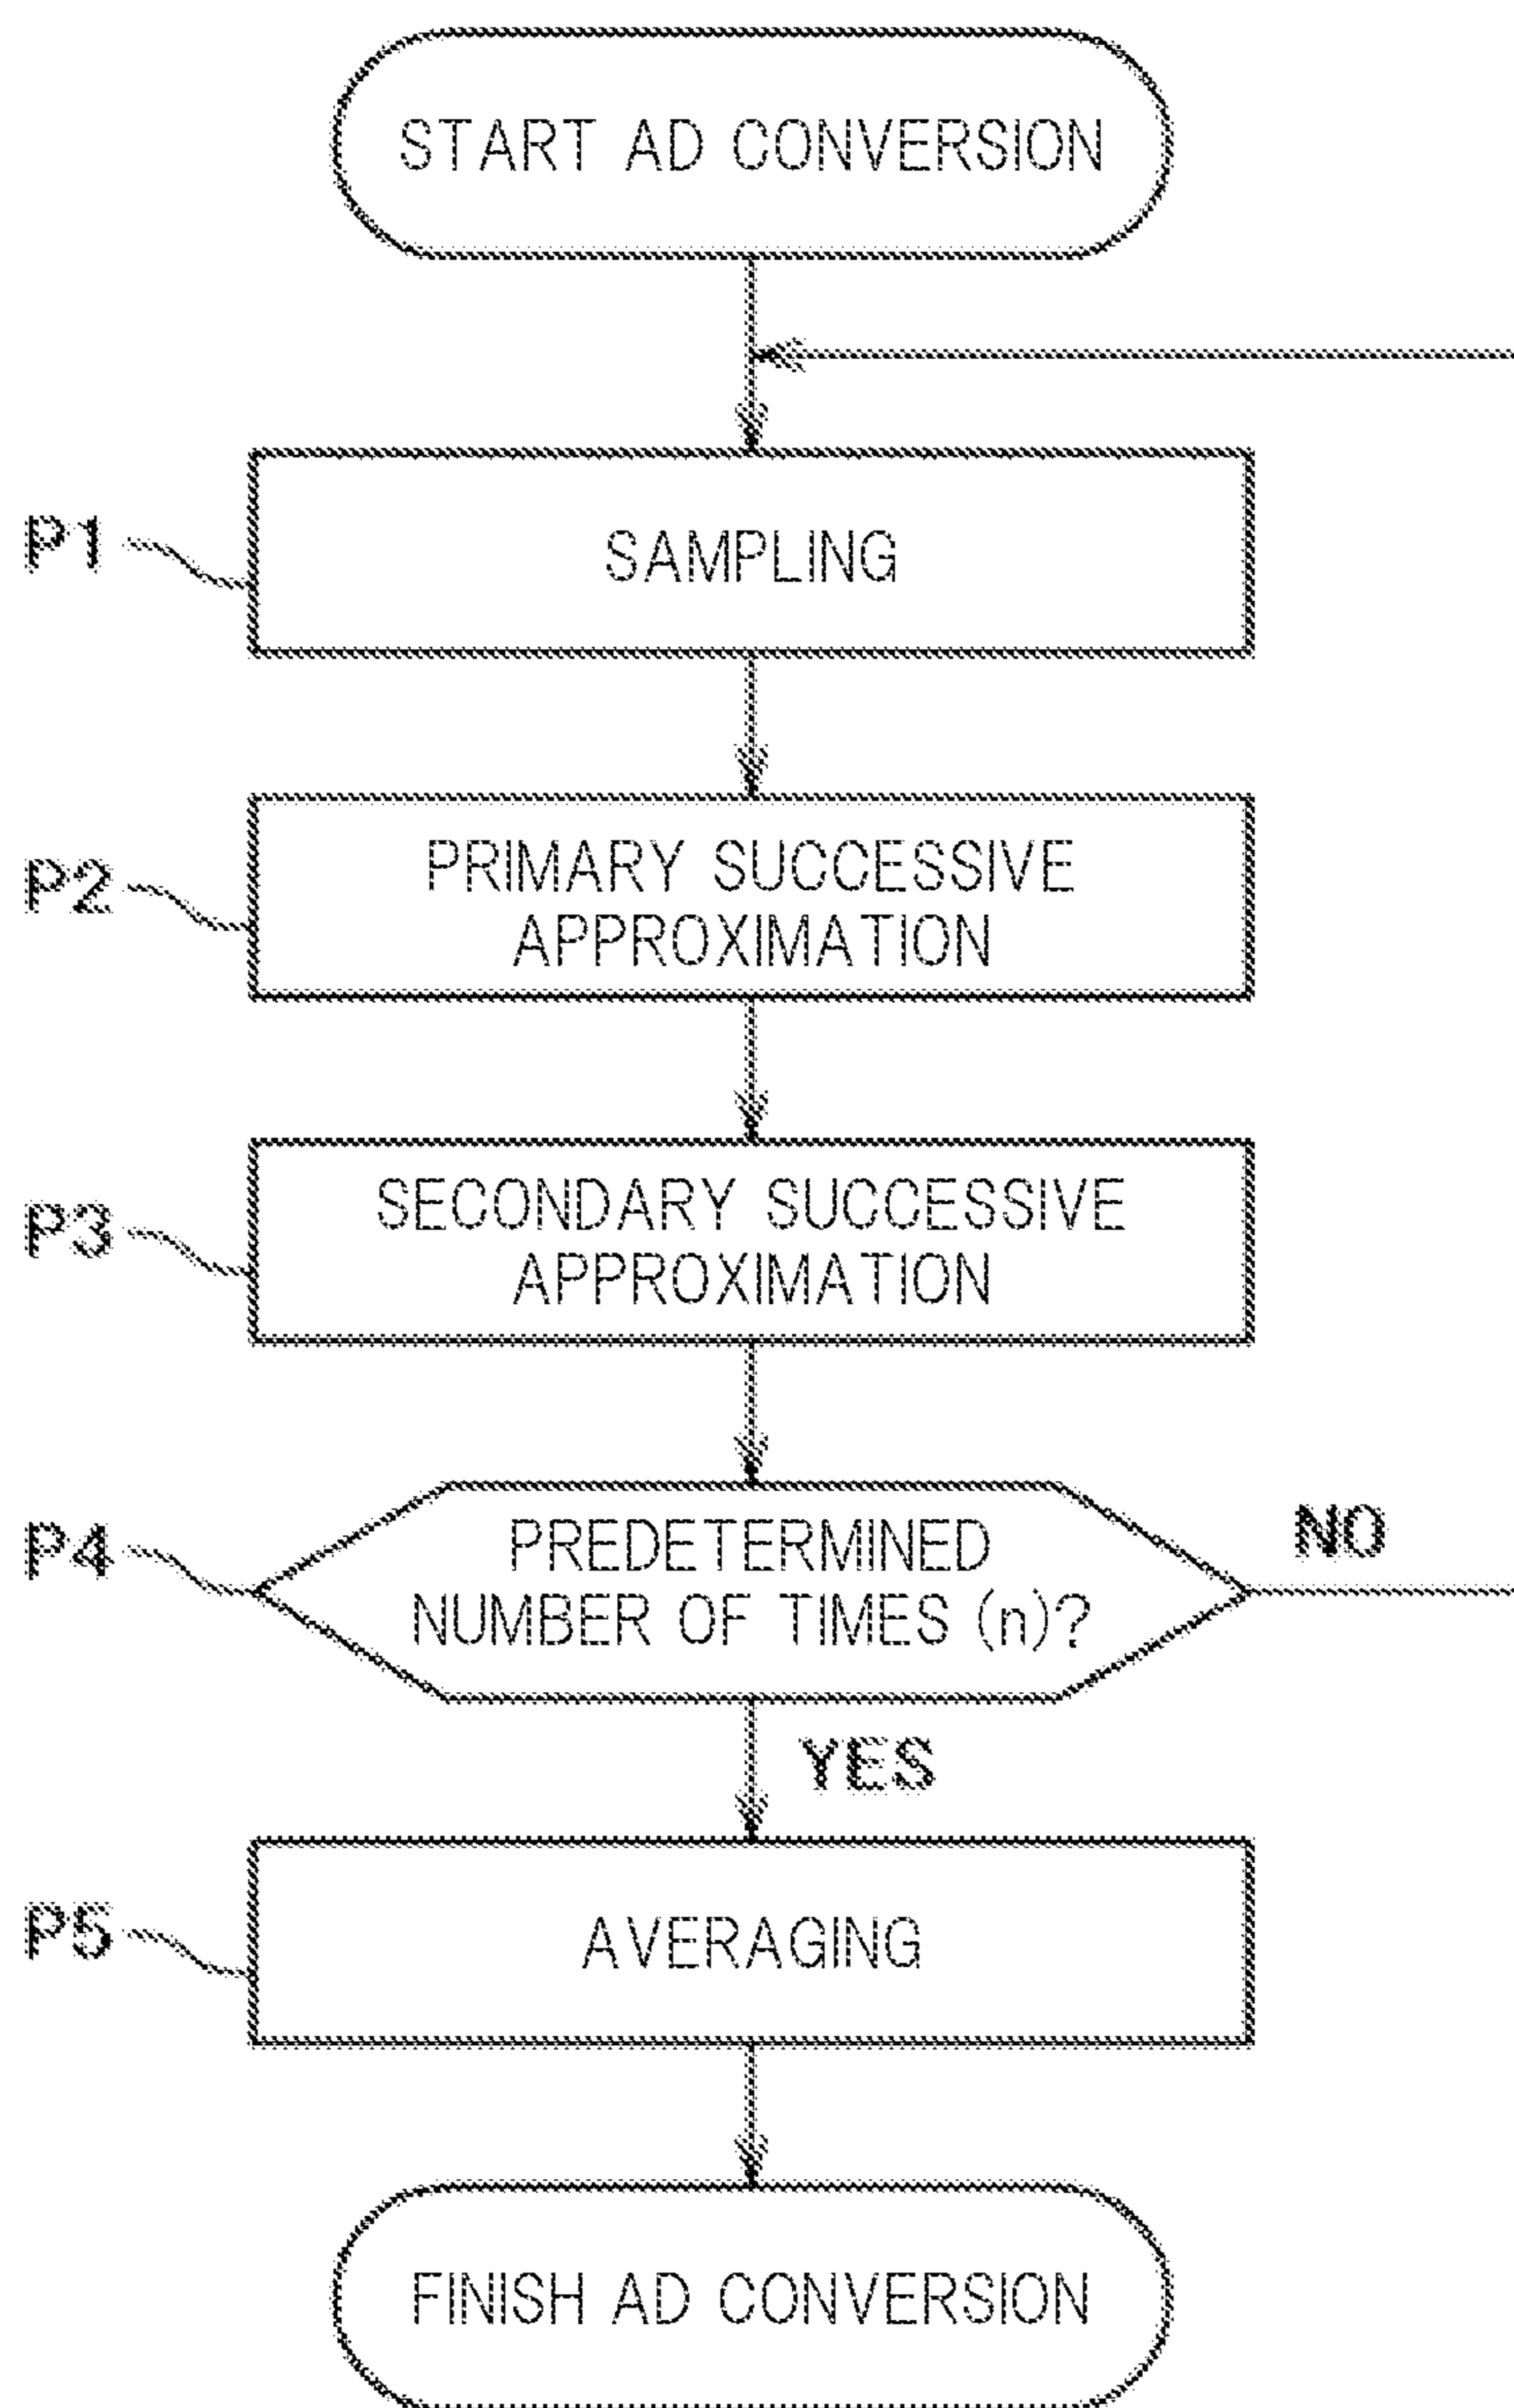 START AD CONVERSION
P1
SAMPLING
P2
PRIMARY SUCCESSIVE
APPROXIMATION
P3
SECONDARY SUCCESSIVE
APPROXIMATION
P4
PREDETERMINED
NUMBER OF TIMES (n)?
NO
YES
P5
AVERAGING
FINISH AD CONVERSION